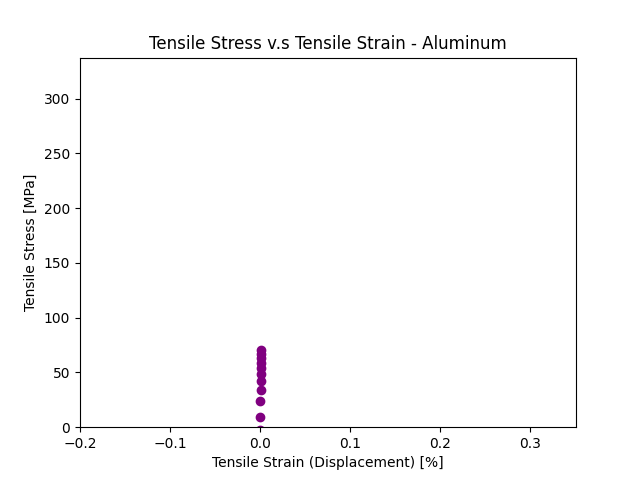 Tensile Stress v.s Tensile Strain - Aluminum
300
250
200
150
100
50
0
Tensile Stress [MPa]
−0.2 −0.1 0.0 0.1 0.2 0.3
Tensile Strain (Displacement) [%]